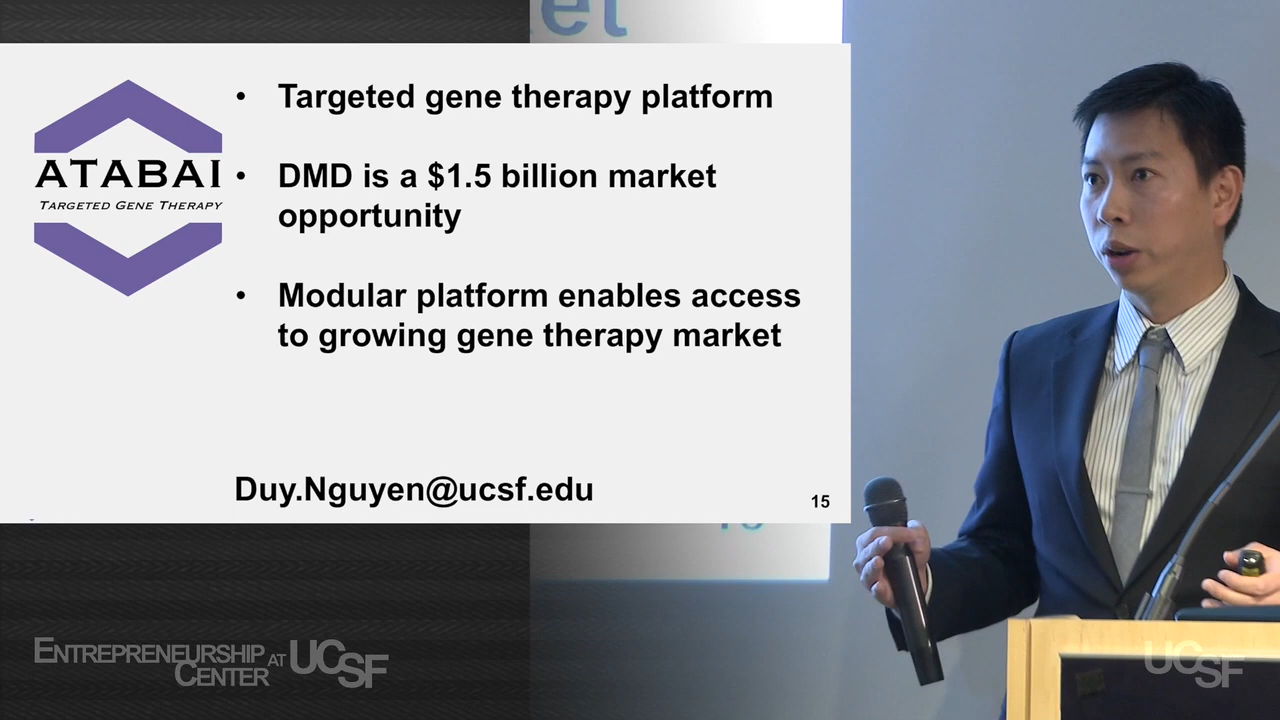 et
ATABAI
TARGETED GENE THERAPY
• Targeted gene therapy platform
• DMD is a $1.5 billion market
opportunity
• Modular platform enables access
to growing gene therapy market
Duy.Nguyen@ucsf.edu
15
ENTREPRENEURSHIP
CENTER AT UCSF
UCSF